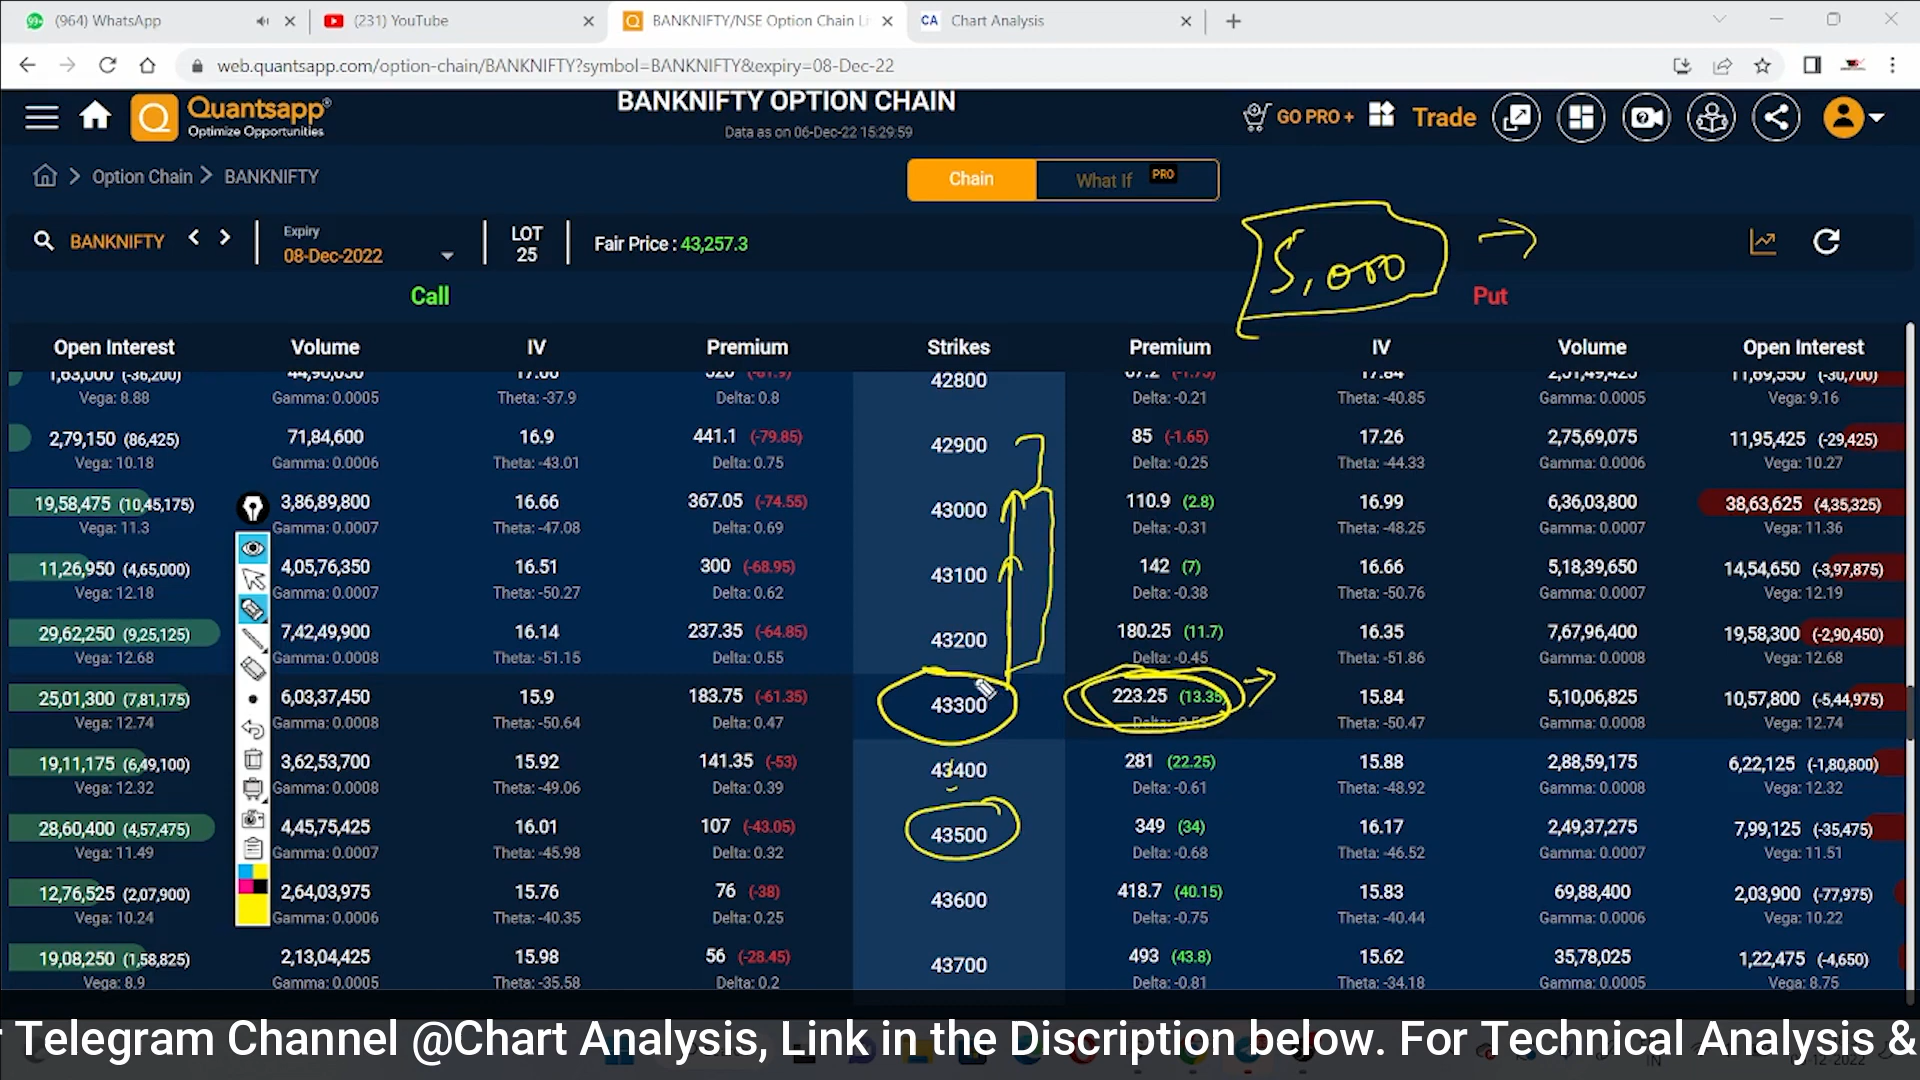 (964) WhatsApp
(231) YouTube
BANKNIFTY/NSE Option Chain Li
CA Chart Analysis
web.quantsapp.com/option-chain/BANKNIFTY?symbol=BANKNIFTY&expiry=08-Dec-22
Quantsapp®
Optimize Opportunities
BANKNIFTY OPTION CHAIN
Data as on 06-Dec-22 15:29:59
GO PRO +
Trade
Option Chain > BANKNIFTY
Chain
What If PRO
BANKNIFTY
Expiry
08-Dec-2022
LOT
25
Fair Price : 43,257.3
5,000
Call
Put
Open Interest Volume IV Premium Strikes Premium IV Volume Open Interest
1,63,000 (-36,200) 42800 11,69,550 (-30,700)
Vega: 8.88 Gamma: 0.0005 Theta: -37.9 Delta: 0.8 Delta: -0.21 Theta: -40.85 Gamma: 0.0005 Vega: 9.16
2,79,150 (86,425) 71,84,600 16.9 441.1 (-79.85) 42900 85 (-1.65) 17.26 2,75,69,075 11,95,425 (-29,425)
Vega: 10.18 Gamma: 0.0006 Theta: -43.01 Delta: 0.75 Delta: -0.25 Theta: -44.33 Gamma: 0.0006 Vega: 10.27
19,58,475 (10,45,175) 3,86,89,800 16.66 367.05 (-74.55) 43000 110.9 (2.8) 16.99 6,36,03,800 38,63,625 (4,35,325)
Vega: 11.3 Gamma: 0.0007 Theta: -47.08 Delta: 0.69 Delta: -0.31 Theta: -48.25 Gamma: 0.0007 Vega: 11.36
11,26,950 (4,65,000) 4,05,76,350 16.51 300 (-68.95) 43100 142 (7) 16.66 5,18,39,650 14,54,650 (-3,97,875)
Vega: 12.18 Gamma: 0.0007 Theta: -50.27 Delta: 0.62 Delta: -0.38 Theta: -50.76 Gamma: 0.0007 Vega: 12.19
29,62,250 (9,25,125) 7,42,49,900 16.14 237.35 (-64.85) 43200 180.25 (11.7) 16.35 7,67,96,400 19,58,300 (-2,90,450)
Vega: 12.68 Gamma: 0.0008 Theta: -51.15 Delta: 0.55 Delta: -0.45 Theta: -51.86 Gamma: 0.0008 Vega: 12.68
25,01,300 (7,81,175) 6,03,37,450 15.9 183.75 (-61.35) 43300 223.25 (13.35) 15.84 5,10,06,825 10,57,800 (-5,44,975)
Vega: 12.74 Gamma: 0.0008 Theta: -50.64 Delta: 0.47 Theta: -50.47 Gamma: 0.0008 Vega: 12.74
19,11,175 (6,49,100) 3,62,53,700 15.92 141.35 (-53) 43400 281 (22.25) 15.88 2,88,59,175 6,22,125 (-1,80,800)
Vega: 12.32 Gamma: 0.0008 Theta: -49.06 Delta: 0.39 Delta: -0.61 Theta: -48.92 Gamma: 0.0008 Vega: 12.32
28,60,400 (4,57,475) 4,45,75,425 16.01 107 (-43.05) 43500 349 (34) 16.17 2,49,37,275 7,99,125 (-35,475)
Vega: 11.49 Gamma: 0.0007 Theta: -45.98 Delta: 0.32 Delta: -0.68 Theta: -46.52 Gamma: 0.0007 Vega: 11.51
12,76,525 (2,07,900) 2,64,03,975 15.76 76 (-38) 43600 418.7 (40.15) 15.83 69,88,400 2,03,900 (-77,975)
Vega: 10.24 Gamma: 0.0006 Theta: -40.35 Delta: 0.25 Delta: -0.75 Theta: -40.44 Gamma: 0.0006 Vega: 10.22
19,08,250 (1,58,825) 2,13,04,425 15.98 56 (-28.45) 43700 493 (43.8) 15.62 35,78,025 1,22,475 (-4,650)
Vega: 8.9 Gamma: 0.0005 Theta: -35.58 Delta: 0.2 Delta: -0.81 Theta: -34.18 Gamma: 0.0005 Vega: 8.75
Telegram Channel @Chart Analysis, Link in the Discription below. For Technical Analysis &